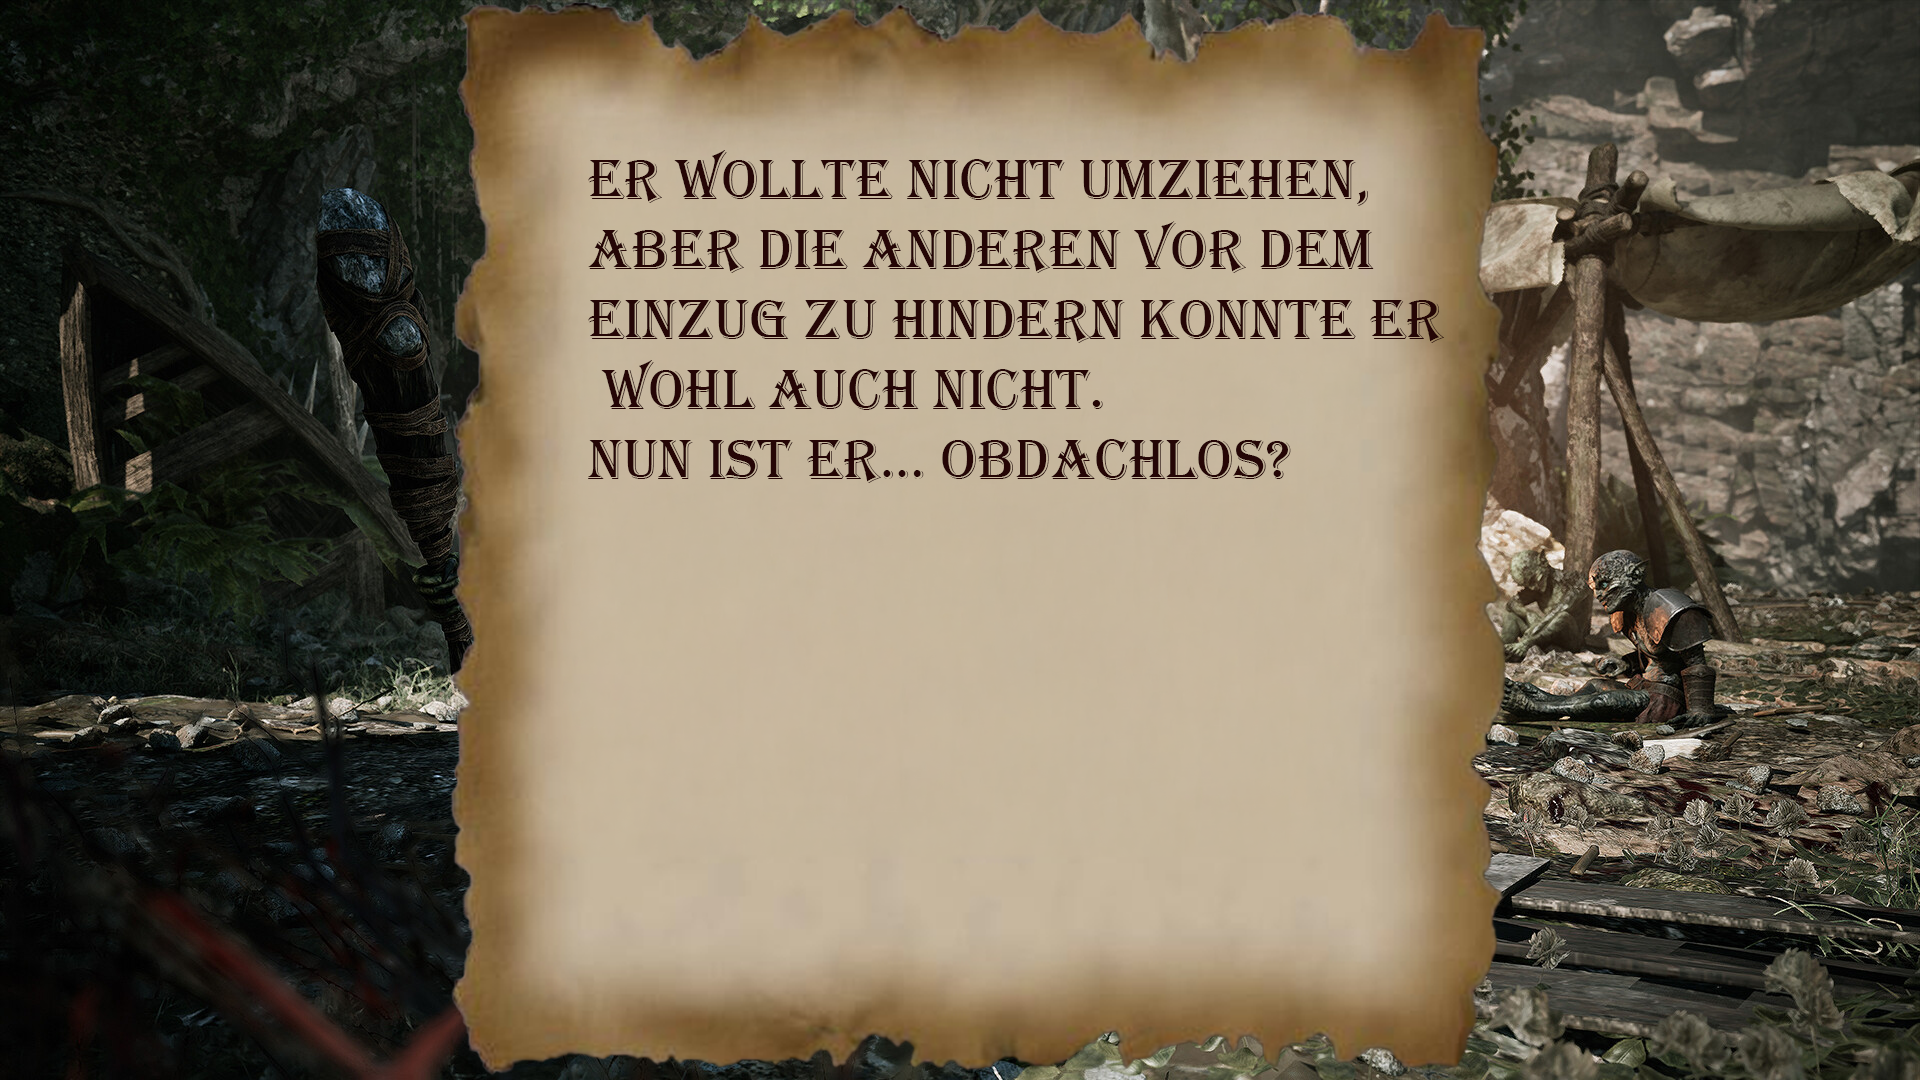 ER WOLLTE NICHT UMZIEHEN,
ABER DIE ANDEREN VOR DEM
EINZUG ZU HINDERN KONNTE ER
WOHL AUCH NICHT.
NUN IST ER... OBDACHLOS?